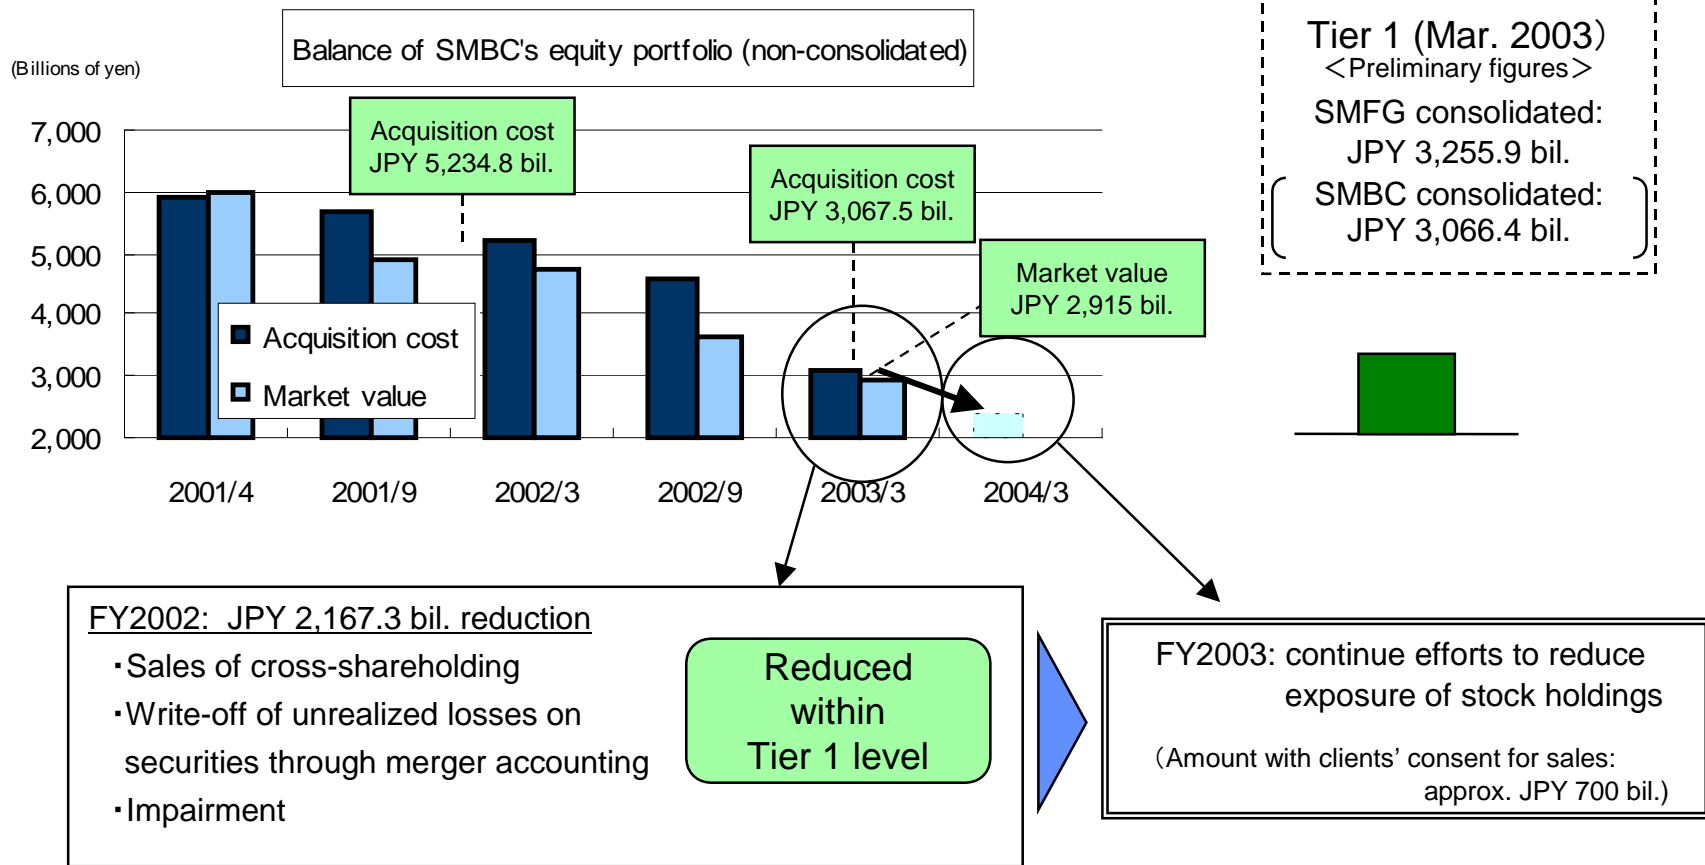 Balance of SMBC's equity portfolio (non-consolidated)
(Billions of yen)
Tier 1 (Mar. 2003）
＜Preliminary figures＞
SMFG consolidated:
JPY 3,255.9 bil.
SMBC consolidated:
JPY 3,066.4 bil.
7,000
6,000
5,000
4,000
3,000
2,000
Acquisition cost
JPY 5,234.8 bil.
Acquisition cost
JPY 3,067.5 bil.
Market value
JPY 2,915 bil.
Acquisition cost
Market value
2001/4
2001/9
2002/3
2002/9
2003/3
2004/3
FY2002: JPY 2,167.3 bil. reduction
・Sales of cross-shareholding
・Write-off of unrealized losses on
securities through merger accounting
・Impairment
Reduced
within
Tier 1 level
FY2003: continue efforts to reduce
exposure of stock holdings
（Amount with clients’ consent for sales:
approx. JPY 700 bil.)